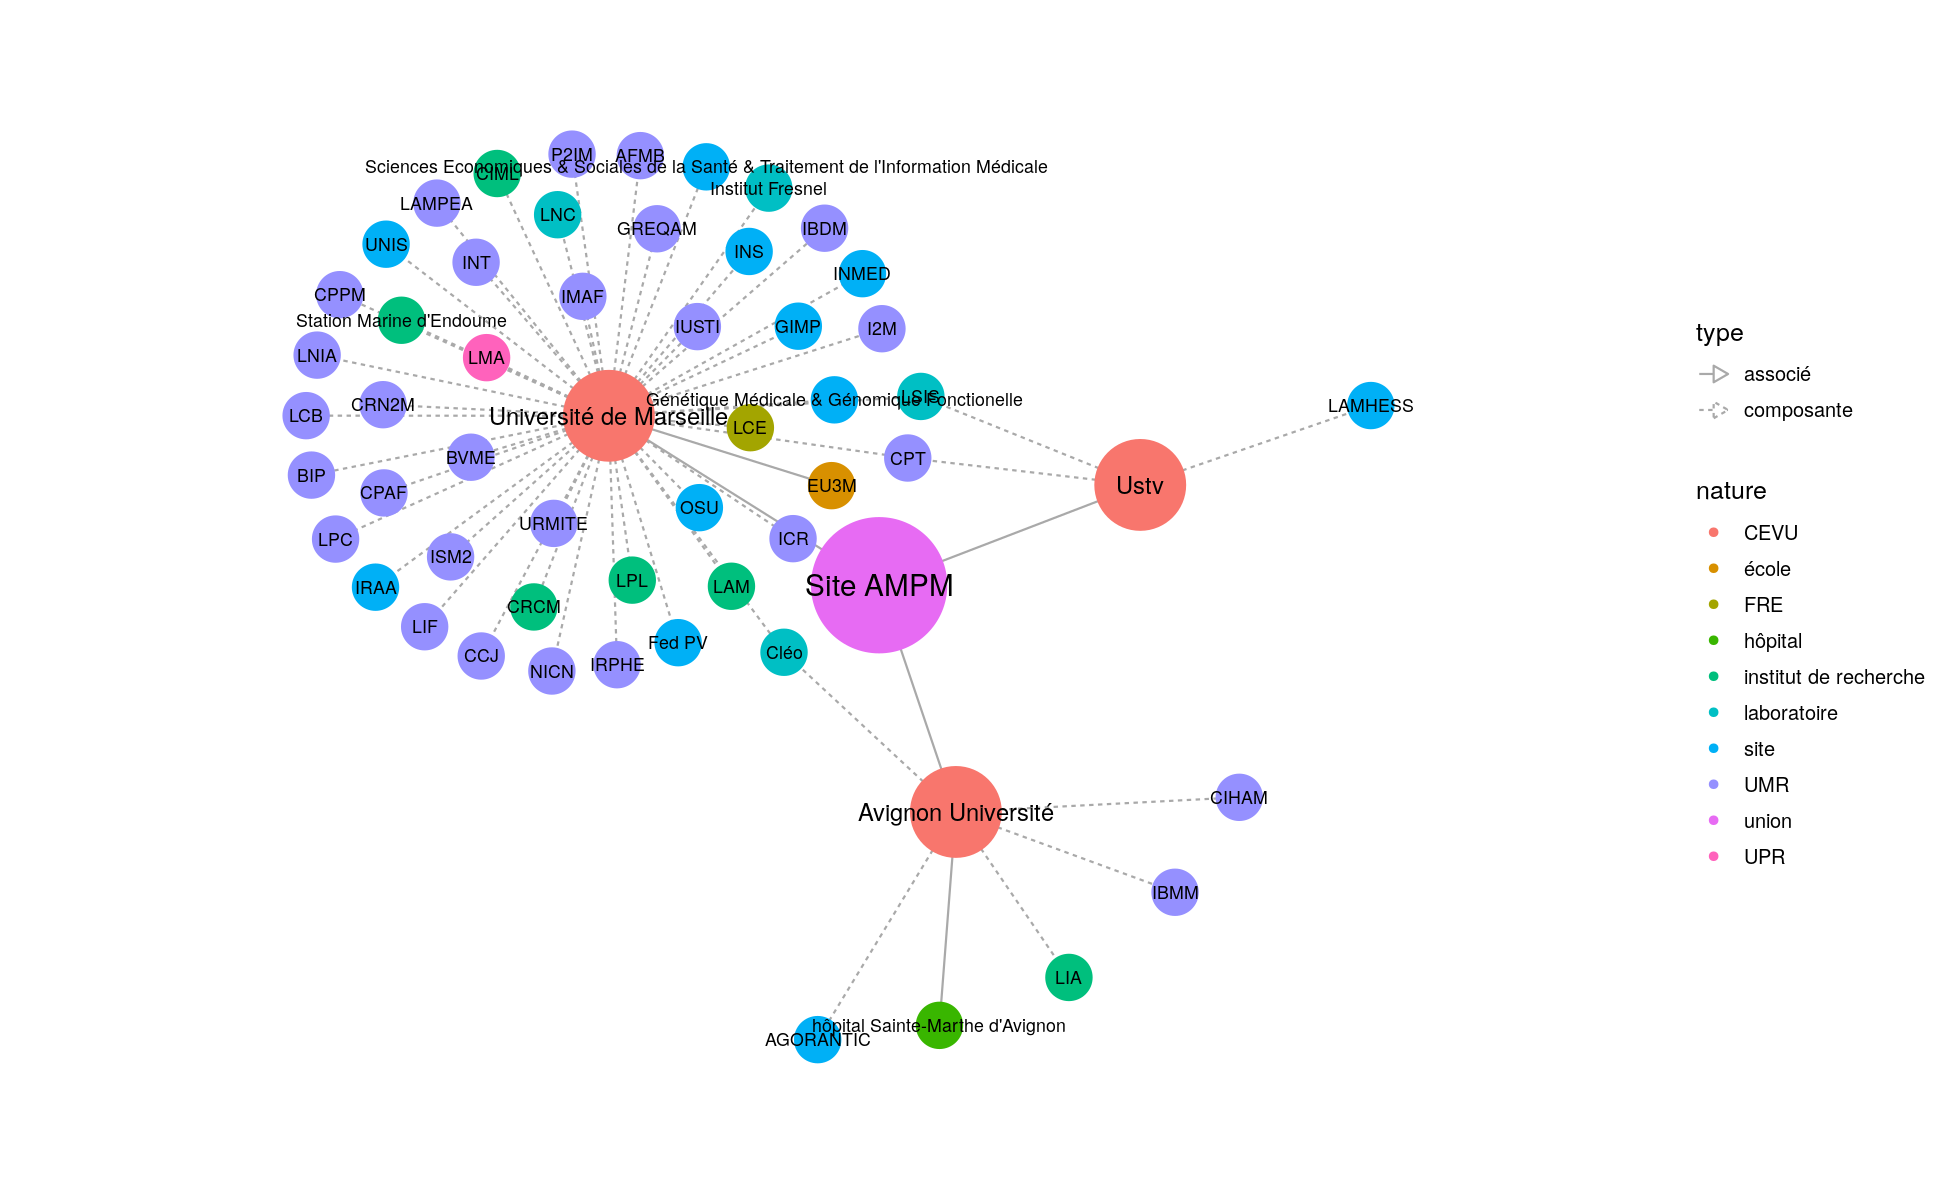 P2IM
AFMB
Sciences Economiques & Sociales de la Santé & Traitement de l'Information Médicale
CIML
Institut Fresnel
LAMPEA
LNC
GREQAM
IBDM
UNIS
INS
INT
INMED
CPPM
IMAF
Station Marine d'Endoume
IUSTI
GIMP
I2M
LNIA
LMA
Génétique Médicale & Génomique Fonctionelle
LSIS
LAMHESS
CRN2M
LCB
Université de Marseille
LCE
BVME
CPT
BIP
CPAF
EU3M
Ustv
OSU
URMITE
LPC
ICR
ISM2
IRAA
LPL
LAM
Site AMPM
CRCM
LIF
Fed PV
CCJ
NICN
IRPHE
Cléo
CIHAM
Avignon Université
IBMM
LIA
hôpital Sainte-Marthe d'Avignon
AGORANTIC
type
associé
composante
nature
CEVU
école
FRE
hôpital
institut de recherche
laboratoire
site
UMR
union
UPR